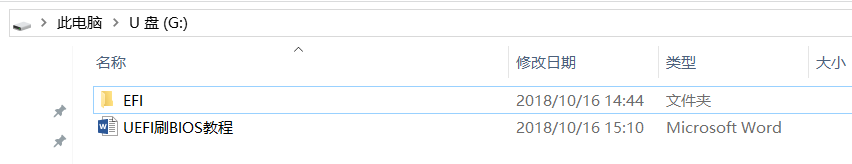 此电脑 > U 盘 (G:)
名称 修改日期 类型 大小
EFI 2018/10/16 14:44 文件夹
UEFI刷BIOS教程 2018/10/16 15:10 Microsoft Word